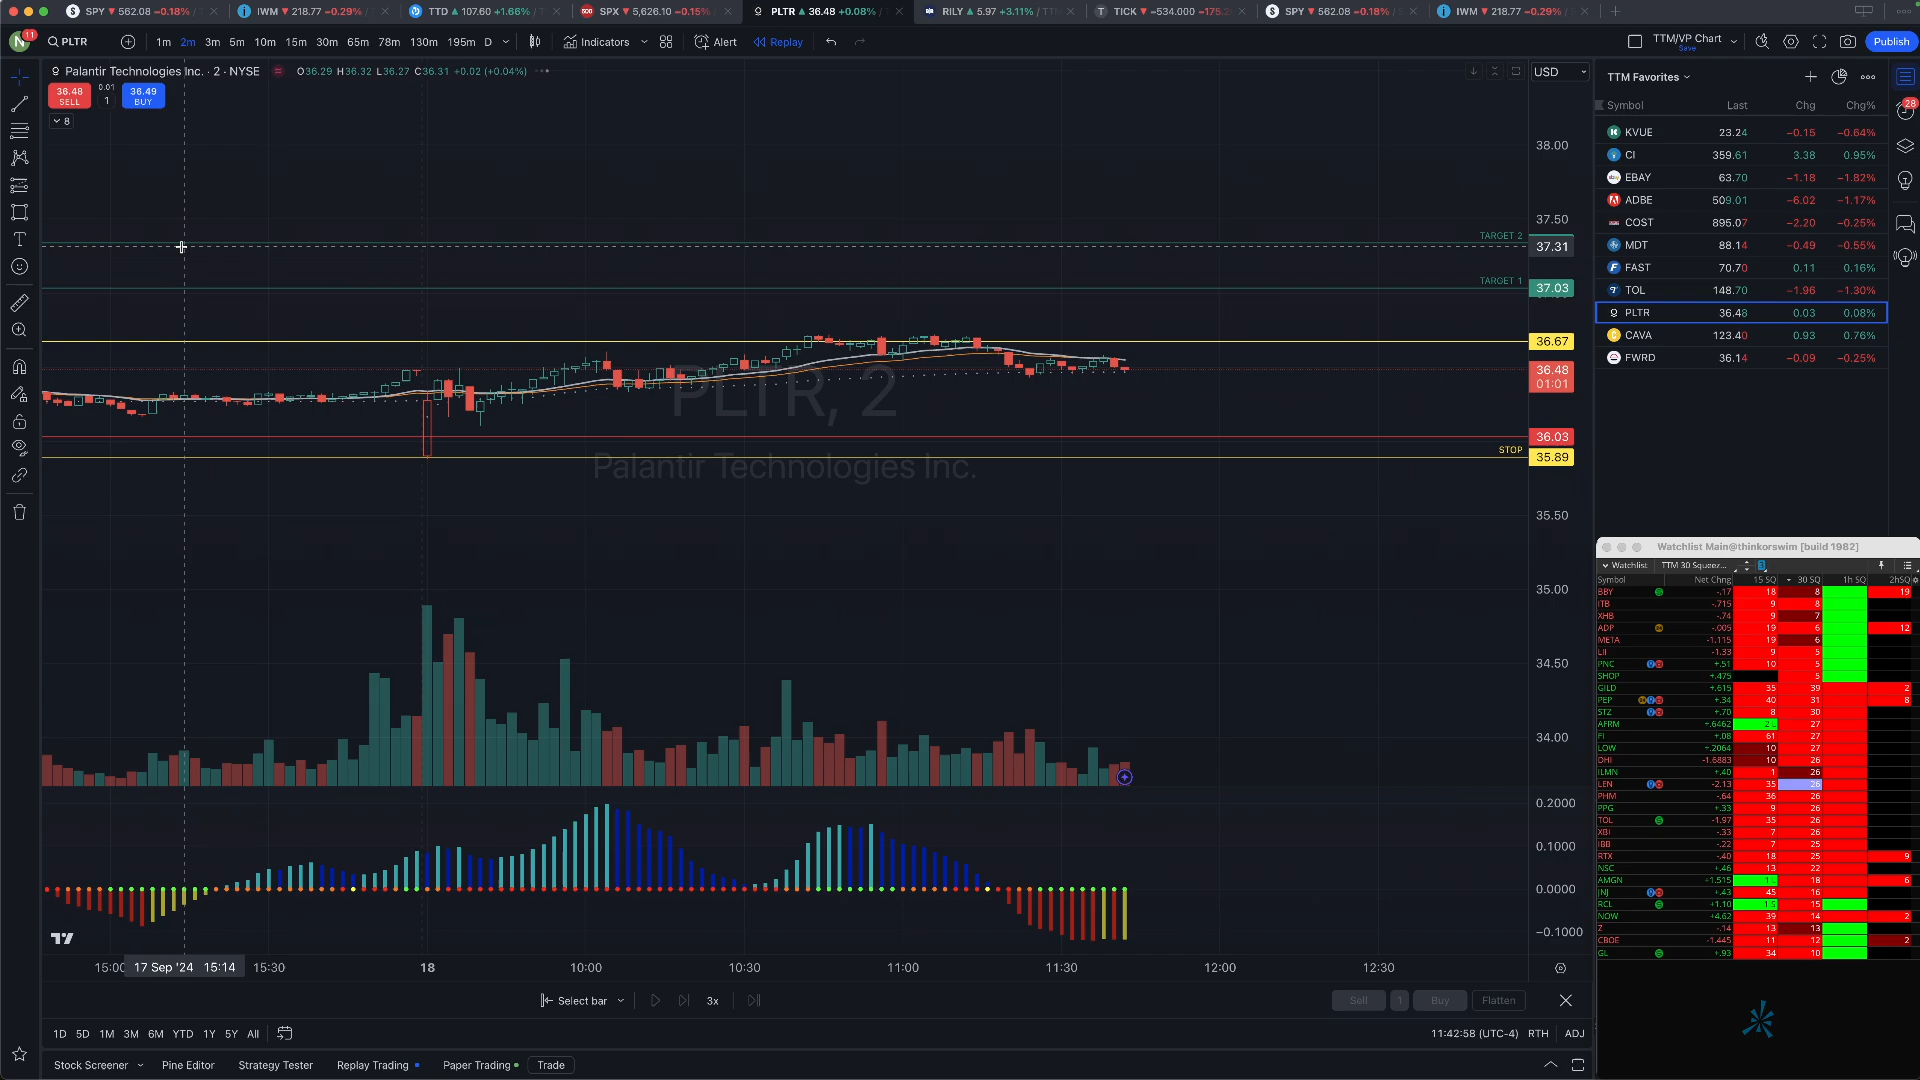 SPY ▼ 562.08 −0.18% /
IWM ▼ 218.77 −0.29% /
TTD ▲ 107.60 +1.66% / T
SPX ▼ 5,626.10 −0.15%
PLTR ▲ 36.48 +0.08% /
RILY ▲ 5.97 +3.11% / TTM
TICK ▼ −534.000 −175.2
SPY ▼ 562.08 −0.18% /
IWM ▼ 218.77 −0.29% /
N 11 PLTR 1m 2m 3m 5m 10m 15m 30m 65m 78m 130m 195m D Indicators Alert Replay
TTM/VP Chart
Save
Publish
Palantir Technologies Inc. · 2 · NYSE O36.29 H36.32 L36.27 C36.31 +0.02 (+0.04%)
36.48 SELL 0.01 1 36.49 BUY
8
USD
38.00
37.50
TARGET 2 37.31
TARGET 1 37.03
36.67
36.48
01:01
36.03
STOP 35.89
35.50
35.00
34.50
34.00
0.2000
0.1000
0.0000
−0.1000
PLTR, 2
Palantir Technologies Inc.
15:00 17 Sep '24 15:14 15:30 18 10:00 10:30 11:00 11:30 12:00 12:30
Select bar 3x Sell 1 Buy Flatten
1D 5D 1M 3M 6M YTD 1Y 5Y All
11:42:58 (UTC-4) RTH ADJ
Stock Screener Pine Editor Strategy Tester Replay Trading Paper Trading Trade
TTM Favorites
28
Symbol Last Chg Chg%
KVUE 23.24 −0.15 −0.64%
CI 359.61 3.38 0.95%
EBAY 63.70 −1.18 −1.82%
ADBE 509.01 −6.02 −1.17%
COST 895.07 −2.20 −0.25%
MDT 88.14 −0.49 −0.55%
FAST 70.70 0.11 0.16%
TOL 148.70 −1.96 −1.30%
PLTR 36.48 0.03 0.08%
CAVA 123.40 0.93 0.76%
FWRD 36.14 −0.09 −0.25%
Watchlist Main@thinkorswim [build 1982]
Watchlist TTM 30 Squeez... 3
Symbol Net Chng 15 SQ 30 SQ 1h SQ 2hSQ
BBY -.17 18 8 19
ITB -.715 9 8
XHB -.74 9 7
ADP -.005 19 6 12
META -1.115 19 6
LII -1.33 9 5
PNC +.51 10 5
SHOP +.475 5
GILD +.615 35 39 2
PEP +.34 40 31 8
STZ +.70 8 30
AFRM +.6462 27
FI +.08 61 27
LOW +.2064 10 27
DHI -1.6883 10 26
ILMN +.40 1 26
LEN -2.13 35 26
PHM -.64 36 26
PPG +.33 9 26
TOL -1.97 35 26
XBI -.33 7 26
IBB -.22 7 25
RTX -.40 18 25 9
NSC +.46 13 22
AMGN +1.515 18 6
JNJ +.43 45 16
RCL +1.10 15
NOW +4.62 39 14 2
Z -.14 13 13
CBOE -1.445 11 12 2
GL +.93 34 10